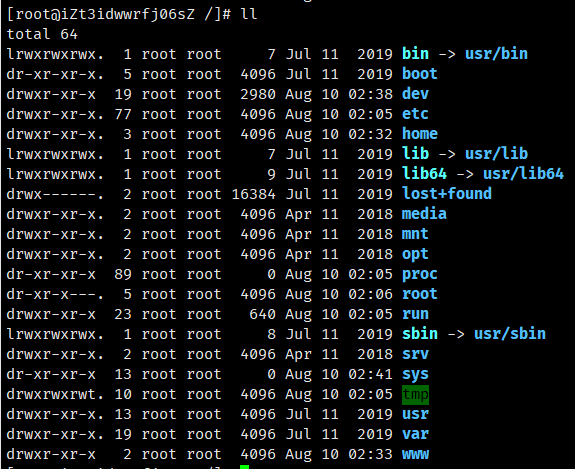 [root@iZt3idwwrfj06sZ /]# ll
total 64
lrwxrwxrwx.  1 root root     7 Jul 11  2019 bin -> usr/bin
dr-xr-xr-x.  5 root root  4096 Jul 11  2019 boot
drwxr-xr-x  19 root root  2980 Aug 10 02:38 dev
drwxr-xr-x. 77 root root  4096 Aug 10 02:05 etc
drwxr-xr-x.  3 root root  4096 Aug 10 02:32 home
lrwxrwxrwx.  1 root root     7 Jul 11  2019 lib -> usr/lib
lrwxrwxrwx.  1 root root     9 Jul 11  2019 lib64 -> usr/lib64
drwx------.  2 root root 16384 Jul 11  2019 lost+found
drwxr-xr-x.  2 root root  4096 Apr 11  2018 media
drwxr-xr-x.  2 root root  4096 Apr 11  2018 mnt
drwxr-xr-x.  2 root root  4096 Apr 11  2018 opt
dr-xr-xr-x  89 root root     0 Aug 10 02:05 proc
dr-xr-x---.  5 root root  4096 Aug 10 02:06 root
drwxr-xr-x  23 root root   640 Aug 10 02:05 run
lrwxrwxrwx.  1 root root     8 Jul 11  2019 sbin -> usr/sbin
drwxr-xr-x.  2 root root  4096 Apr 11  2018 srv
dr-xr-xr-x  13 root root     0 Aug 10 02:41 sys
drwxrwxrwt. 10 root root  4096 Aug 10 02:05 tmp
drwxr-xr-x. 13 root root  4096 Jul 11  2019 usr
drwxr-xr-x. 19 root root  4096 Jul 11  2019 var
drwxr-xr-x   2 root root  4096 Aug 10 02:33 www